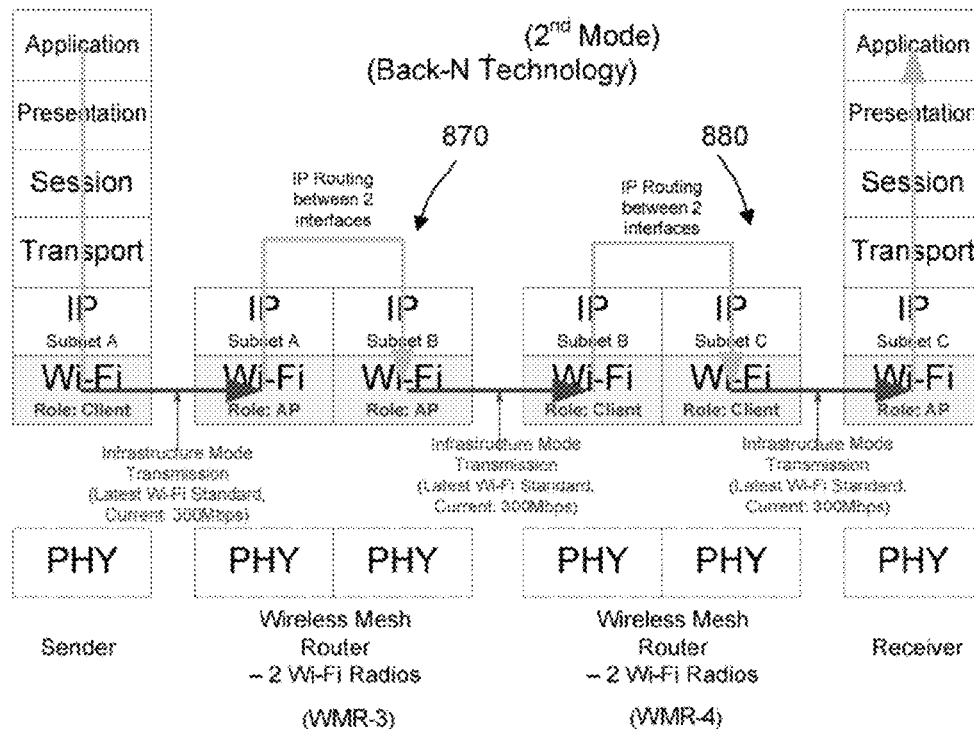 (2nd Mode)
(Back-N Technology)
Application
Presentation
Session
Transport
IP
Subset A
Wi-Fi
Role: Client
870
IP Routing
between 2
interfaces
IP
Subset A
Wi-Fi
Role: AP
IP
Subset B
Wi-Fi
Role: AP
880
IP Routing
between 2
interfaces
IP
Subset B
Wi-Fi
Role: Client
IP
Subset C
Wi-Fi
Role: Client
Application
Presentation
Session
Transport
IP
Subset C
Wi-Fi
Role: AP
Infrastructure Mode
Transmission
(Latest Wi-Fi Standard,
Current: 300Mbps)
Infrastructure Mode
Transmission
(Latest Wi-Fi Standard,
Current: 300Mbps)
Infrastructure Mode
Transmission
(Latest Wi-Fi Standard,
Current: 300Mbps)
PHY
PHY
PHY
PHY
PHY
PHY
Sender
Wireless Mesh
Router
– 2 Wi-Fi Radios
(WMR-3)
Wireless Mesh
Router
– 2 Wi-Fi Radios
(WMR-4)
Receiver